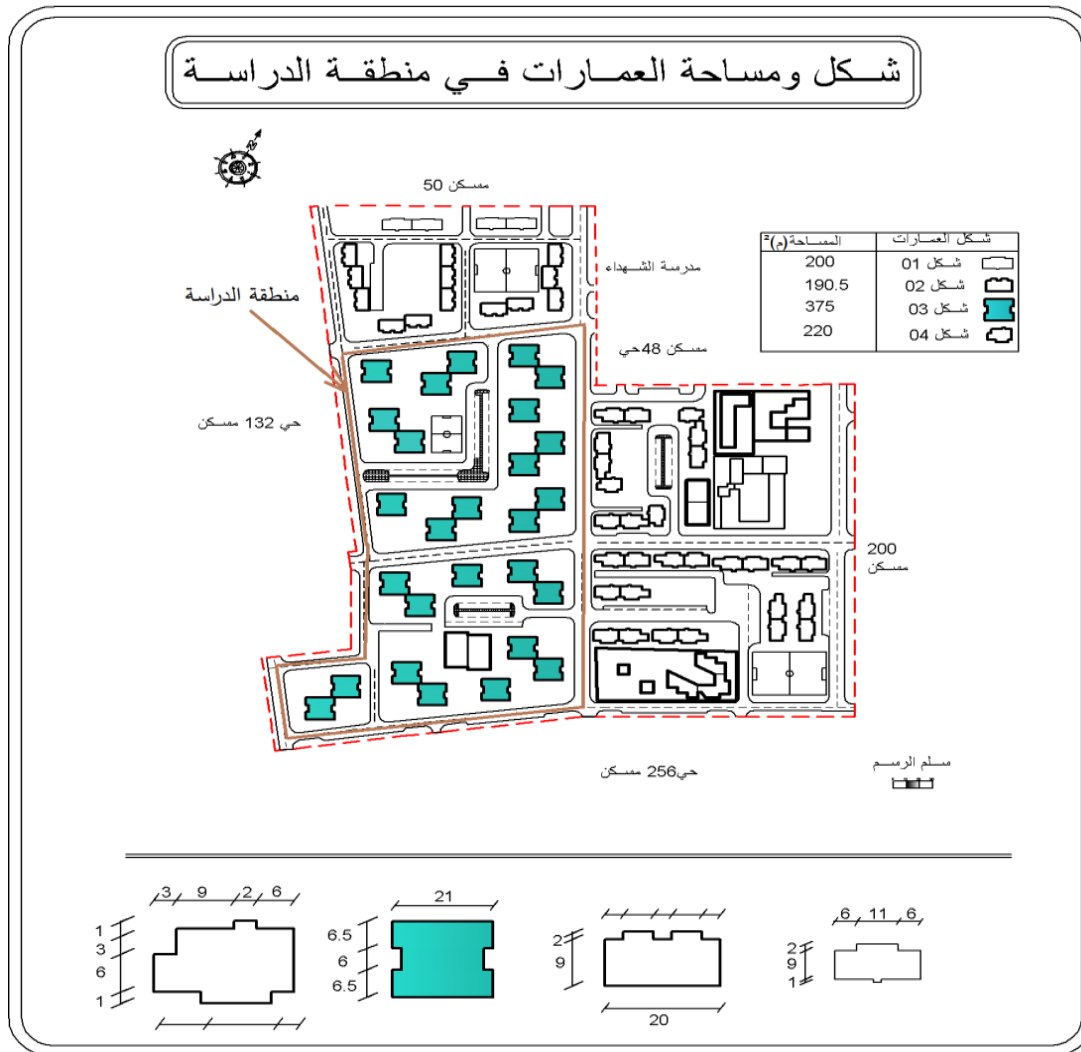 شكل ومساحة العمارات في منطقة الدراسة
N
50 مسكن
شكل العمارات المساحة(م)²
شكل 01 200
شكل 02 190.5
شكل 03 375
شكل 04 220
مدرسة الشهداء
منطقة الدراسة
مسكن 48حي
حي 132 مسكن
200
مسكن
حي256 مسكن
سلم الرسم
3 9 2 6
1
3
6
1
21
6.5
6
6.5
2
9
20
6 11 6
2
9
1